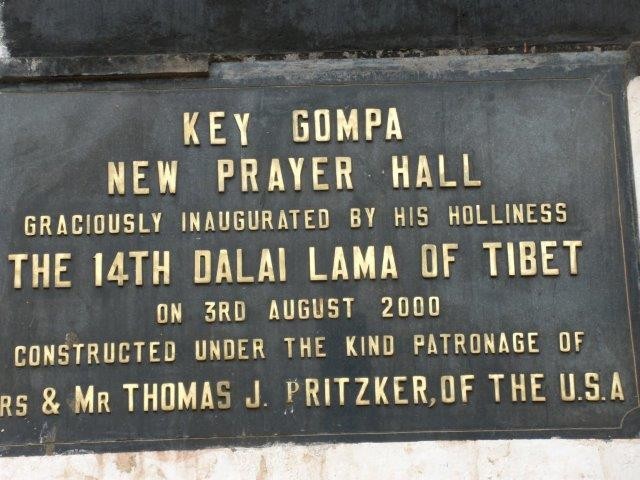 KEY GOMPA
NEW PRAYER HALL
GRACIOUSLY INAUGURATED BY HIS HOLLINESS
THE 14TH DALAI LAMA OF TIBET
ON 3RD AUGUST 2000
CONSTRUCTED UNDER THE KIND PATRONAGE OF
RS & MR THOMAS J. PRITZKER, OF THE U.S.A